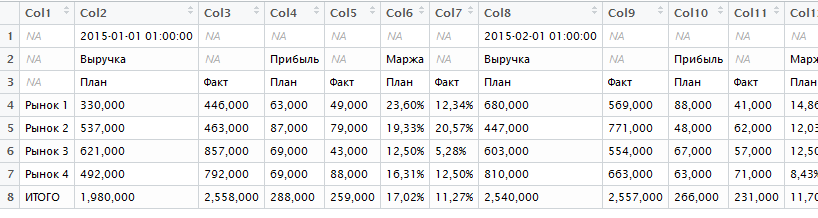 Col1 Col2 Col3 Col4 Col5 Col6 Col7 Col8 Col9 Col10 Col11
1 NA 2015-01-01 01:00:00 NA NA NA NA NA 2015-02-01 01:00:00 NA NA NA NA
2 NA Выручка NA Прибыль NA Маржа NA Выручка NA Прибыль NA
3 NA План Факт План Факт План Факт План Факт План Факт План
4 Рынок 1 330,000 446,000 63,000 49,000 23,60% 12,34% 680,000 569,000 88,000 41,000 14,86
5 Рынок 2 537,000 463,000 87,000 79,000 19,33% 20,57% 447,000 771,000 48,000 62,000 12,03
6 Рынок 3 621,000 857,000 69,000 43,000 12,50% 5,28% 603,000 554,000 67,000 57,000 12,50
7 Рынок 4 492,000 792,000 69,000 88,000 16,31% 12,50% 810,000 663,000 63,000 71,000 8,43%
8 ИТОГО 1,980,000 2,558,000 288,000 259,000 17,02% 11,27% 2,540,000 2,557,000 266,000 231,000 11,70